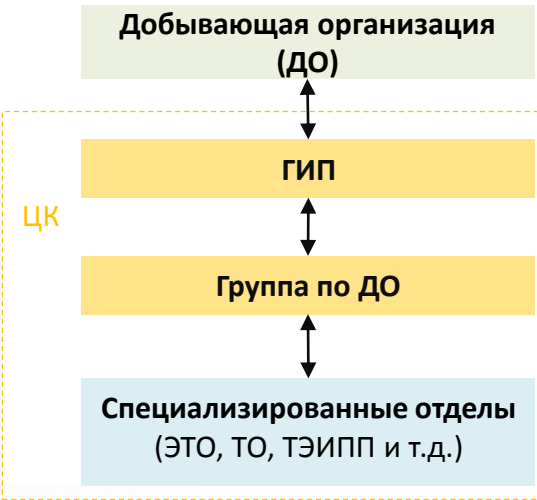 Добывающая организация
(ДО)
ГИП
ЦК
Группа по ДО
Специализированные отделы
(ЭТО, ТО, ТЭИПП и т.д.)